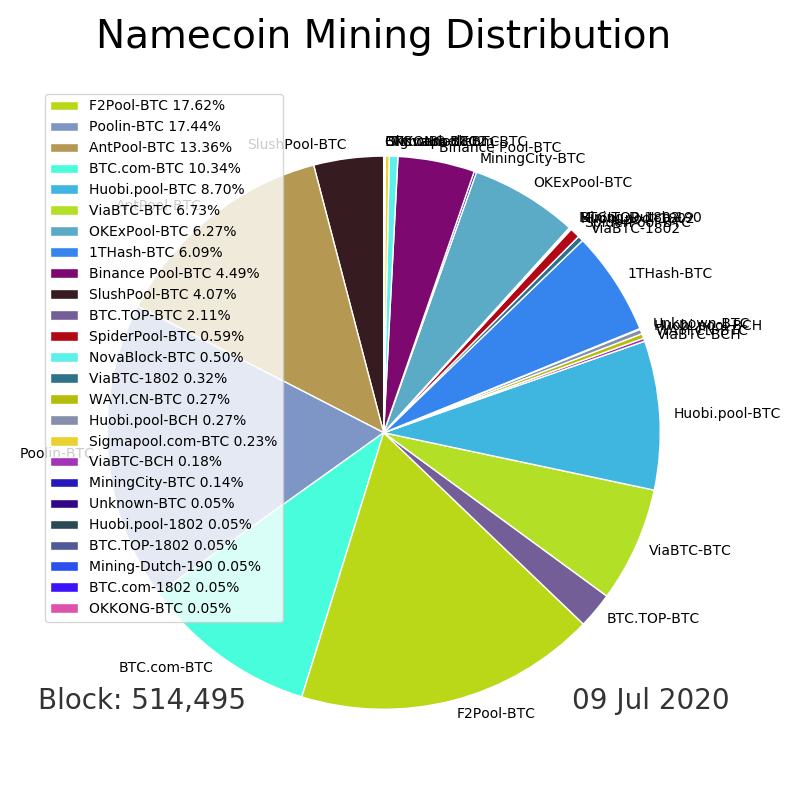 Namecoin Mining Distribution
F2Pool-BTC 17.62%
Poolin-BTC 17.44%
AntPool-BTC 13.36%
BTC.com-BTC 10.34%
Huobi.pool-BTC 8.70%
ViaBTC-BTC 6.73%
OKExPool-BTC 6.27%
1THash-BTC 6.09%
Binance Pool-BTC 4.49%
SlushPool-BTC 4.07%
BTC.TOP-BTC 2.11%
SpiderPool-BTC 0.59%
NovaBlock-BTC 0.50%
ViaBTC-1802 0.32%
WAYI.CN-BTC 0.27%
Huobi.pool-BCH 0.27%
Sigmapool.com-BTC 0.23%
ViaBTC-BCH 0.18%
MiningCity-BTC 0.14%
Unknown-BTC 0.05%
Huobi.pool-1802 0.05%
BTC.TOP-1802 0.05%
Mining-Dutch-190 0.05%
BTC.com-1802 0.05%
OKKONG-BTC 0.05%
SlushPool-BTC
AntPool-BTC
Poolin-BTC
BTC.com-BTC
F2Pool-BTC
BTC.TOP-BTC
ViaBTC-BTC
Huobi.pool-BTC
ViaBTC-BCH
Unknown-BTC
1THash-BTC
ViaBTC-1802
OKExPool-BTC
MiningCity-BTC
Binance Pool-BTC
Block: 514,495
09 Jul 2020